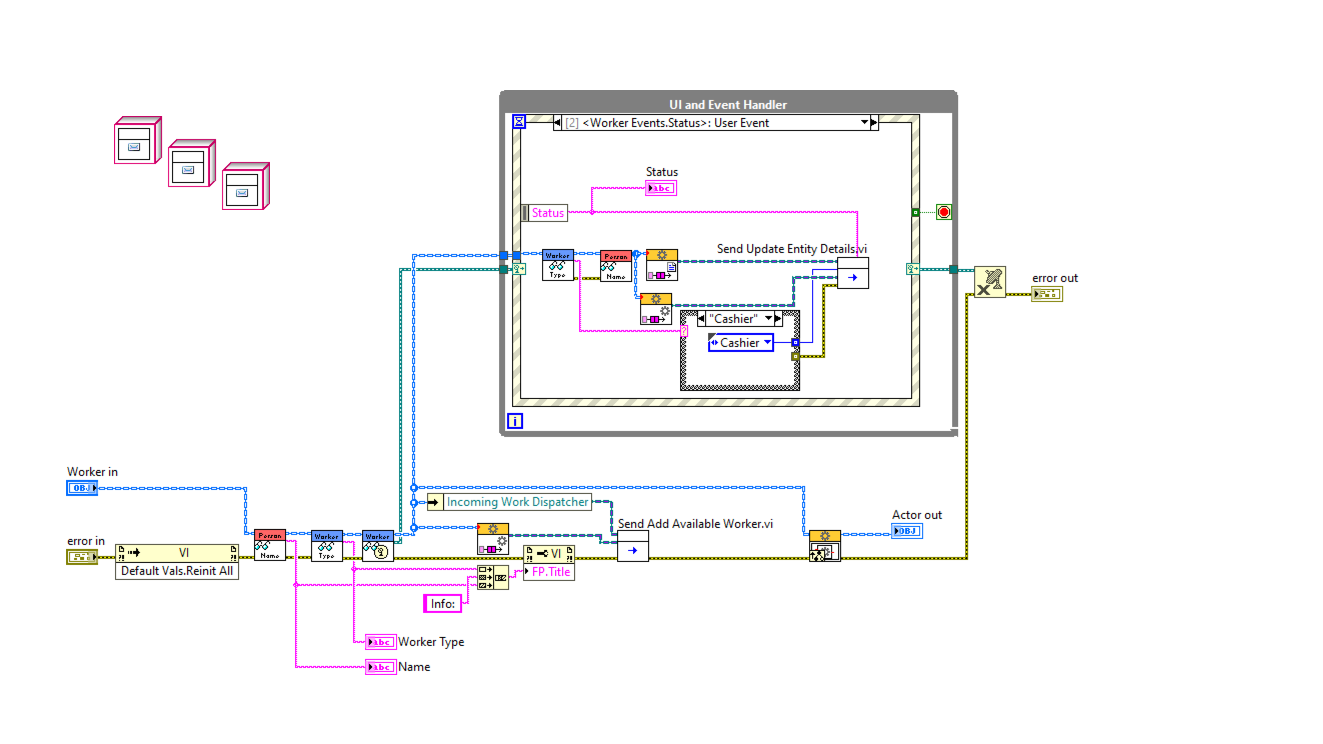 UI and Event Handler
[2] <Worker Events.Status>: User Event
Status
abc
Status
Send Update Entity Details.vi
Worker
Type
Person
Name
"Cashier"
?
Cashier
i
error out
Worker in
OBJ
Incoming Work Dispatcher
Send Add Available Worker.vi
Actor out
OBJ
error in
VI
Default Vals.Reinit All
Person
Name
Worker
Type
Worker
VI
FP.Title
Info:
abc
Worker Type
abc
Name